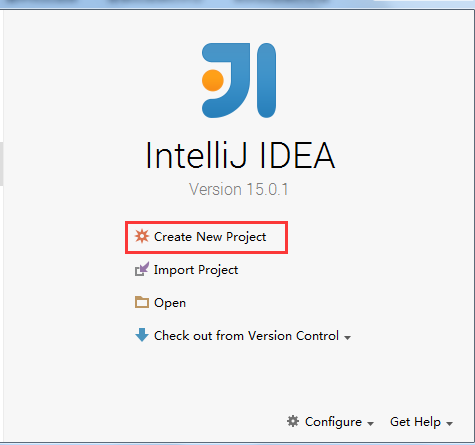 IntelliJ IDEA
Version 15.0.1
Create New Project
Import Project
Open
Check out from Version Control
Configure Get Help